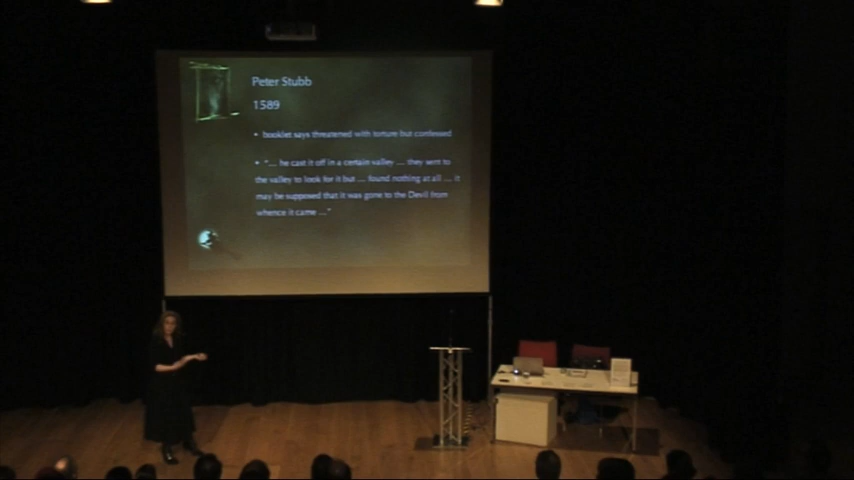 Peter Stubb
1589
• booklet says threatened with torture but confessed
• "... he cast it off in a certain valley ... they went to
the valley to look for it but ... found nothing at all ... it
may be supposed that it was gone to the Devil from
whence it came ..."